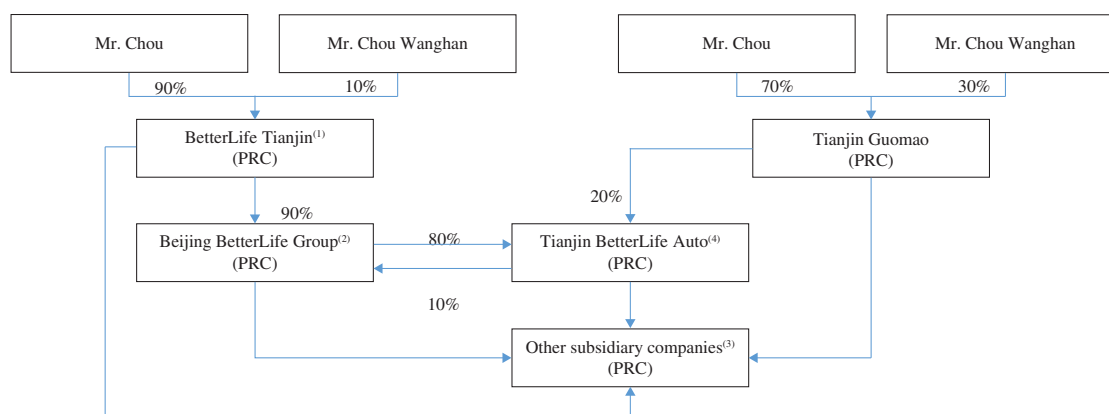 Mr. Chou
Mr. Chou Wanghan
Mr. Chou
Mr. Chou Wanghan
90%
10%
70%
30%
BetterLife Tianjin(1)
(PRC)
Tianjin Guomao
(PRC)
90%
20%
Beijing BetterLife Group(2)
(PRC)
80%
Tianjin BetterLife Auto(4)
(PRC)
10%
Other subsidiary companies(3)
(PRC)